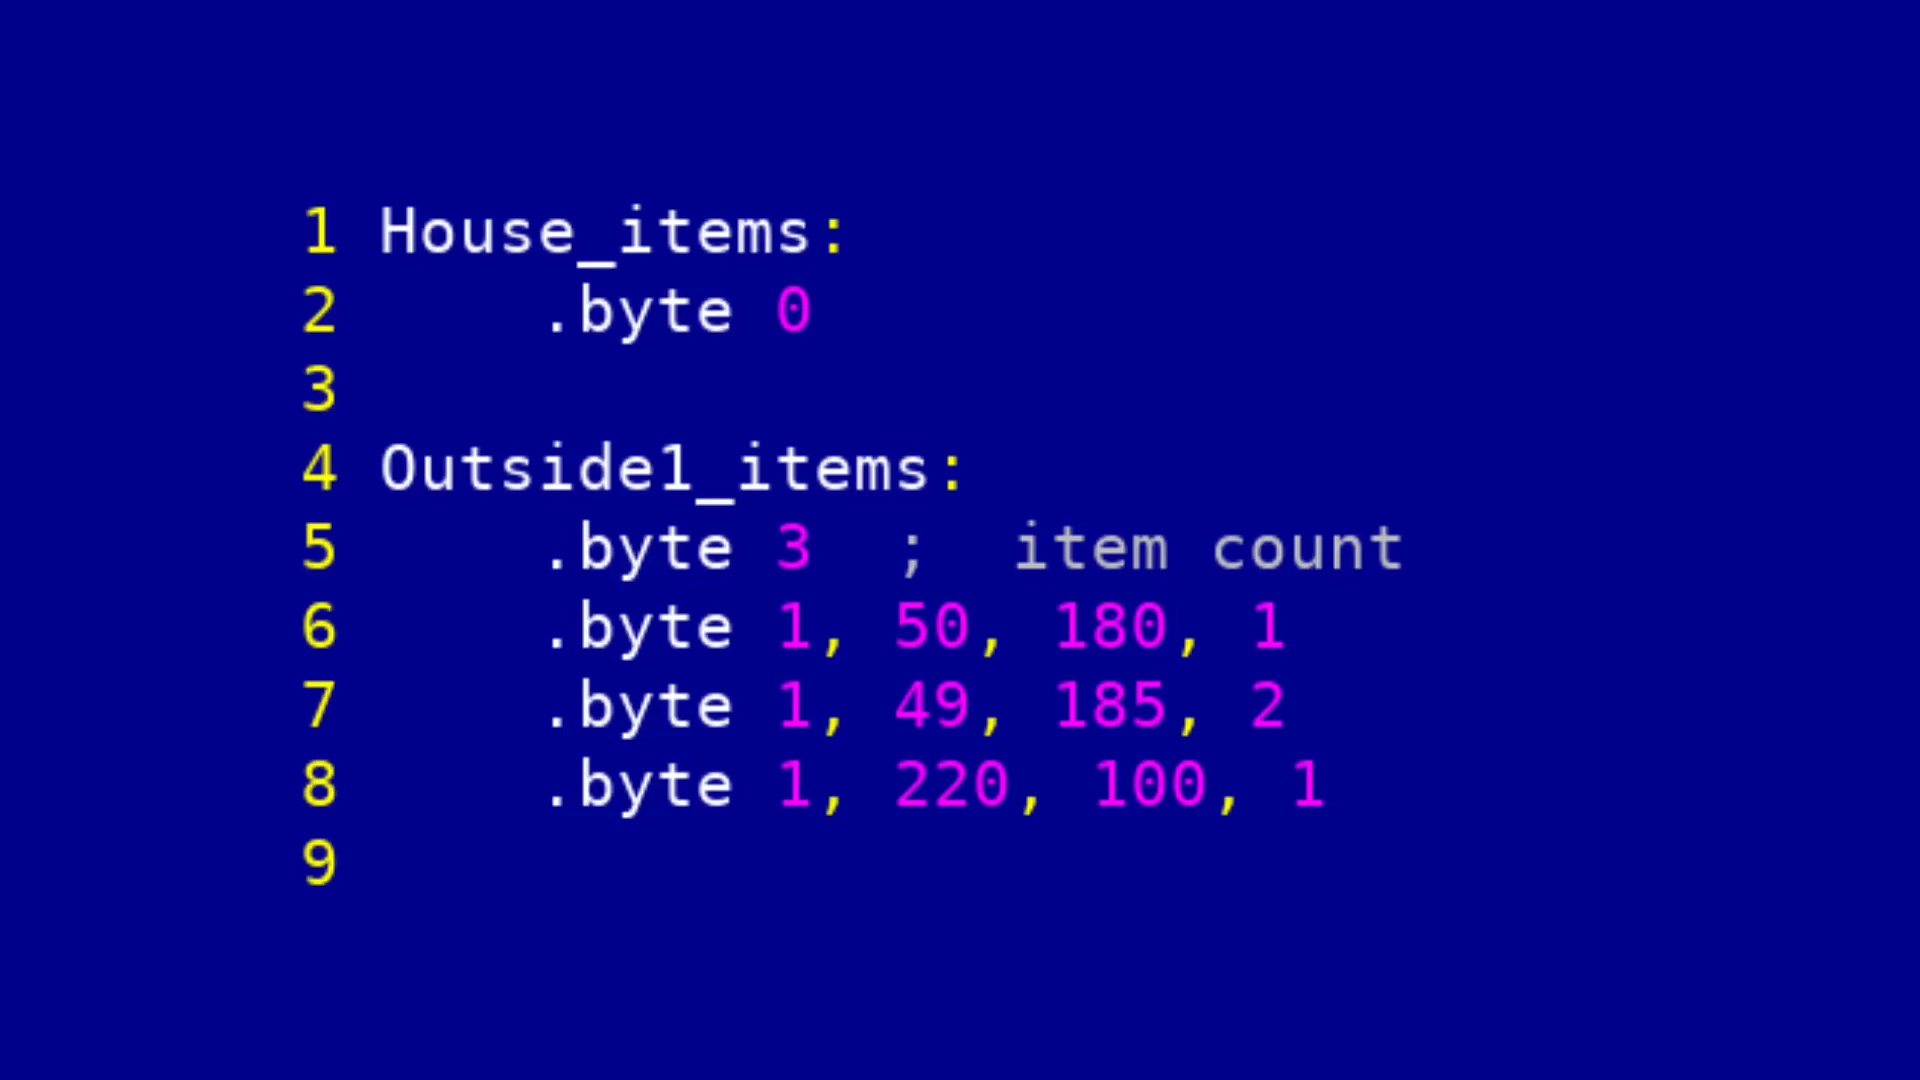 1 House_items:
2     .byte 0
3
4 Outside1_items:
5     .byte 3  ;  item count
6     .byte 1, 50, 180, 1
7     .byte 1, 49, 185, 2
8     .byte 1, 220, 100, 1
9